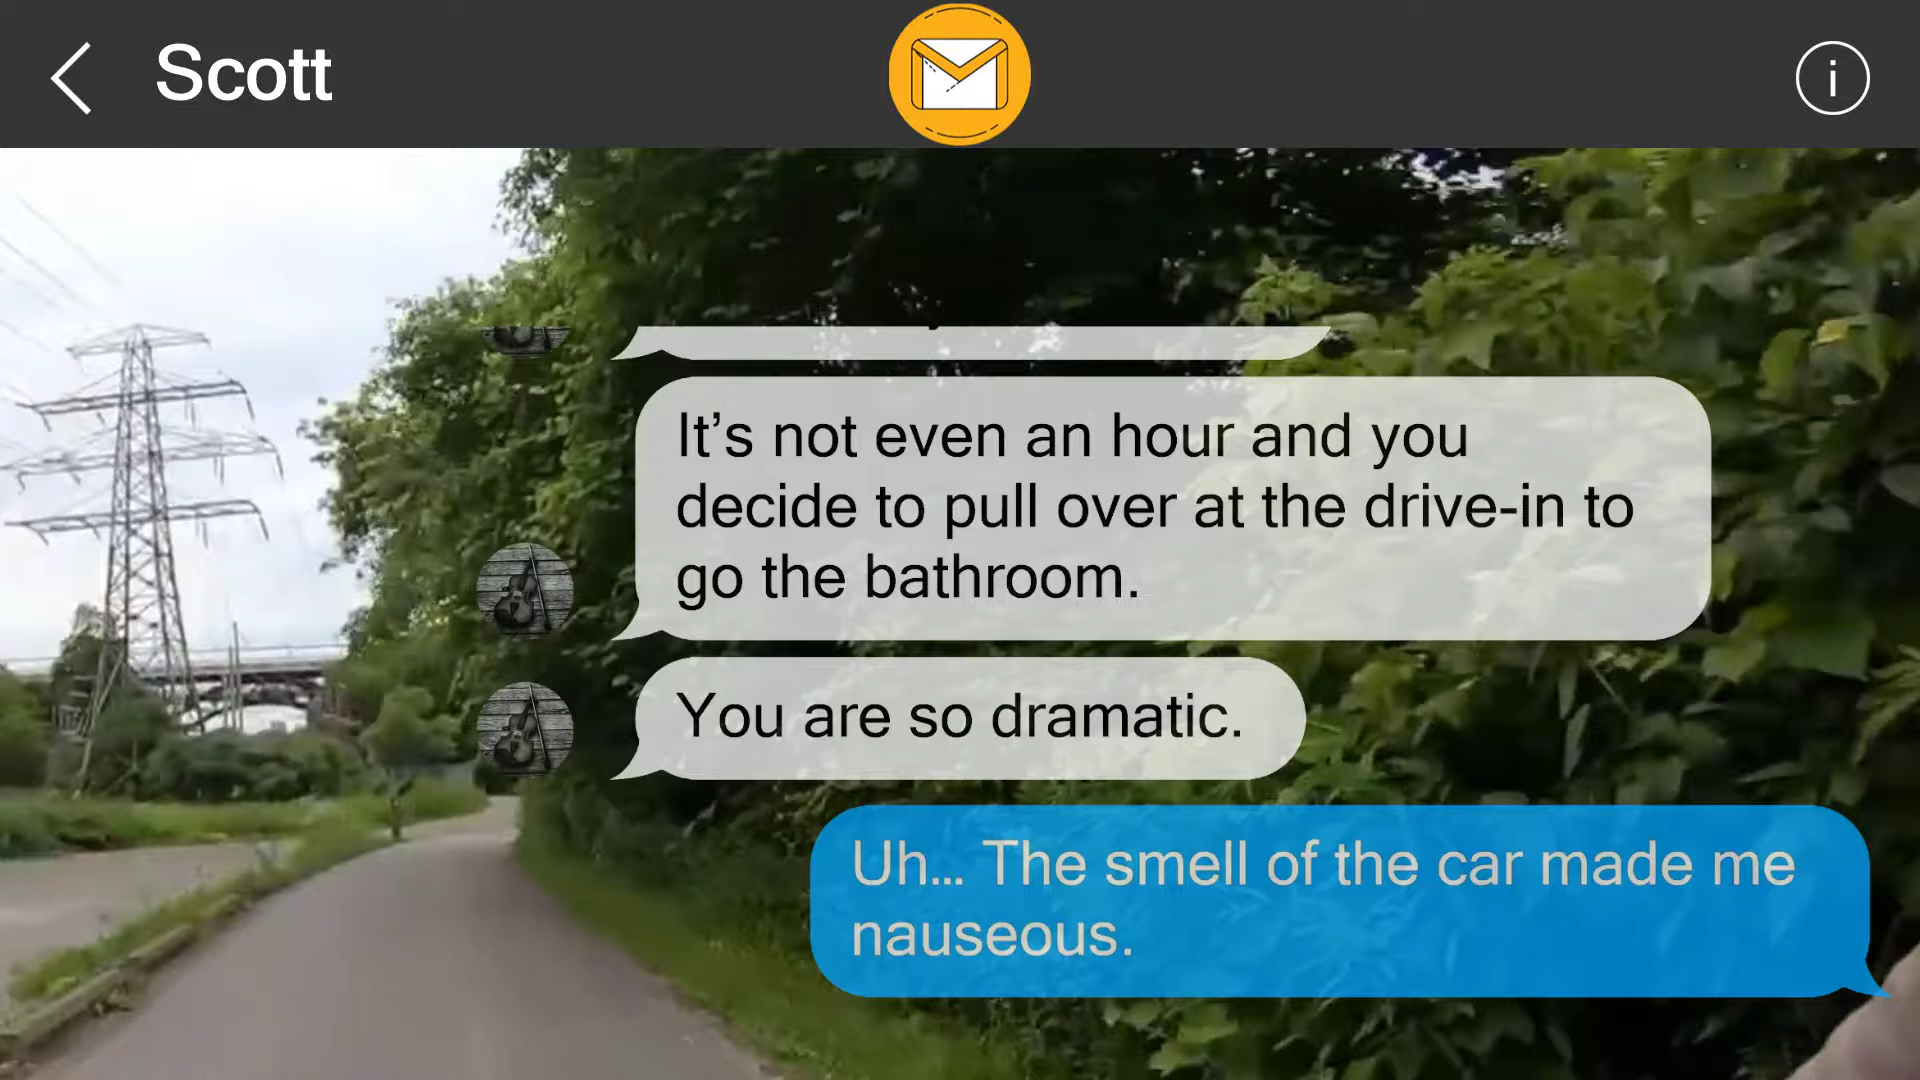 Scott
It’s not even an hour and you
decide to pull over at the drive-in to
go the bathroom.
You are so dramatic.
Uh... The smell of the car made me
nauseous.